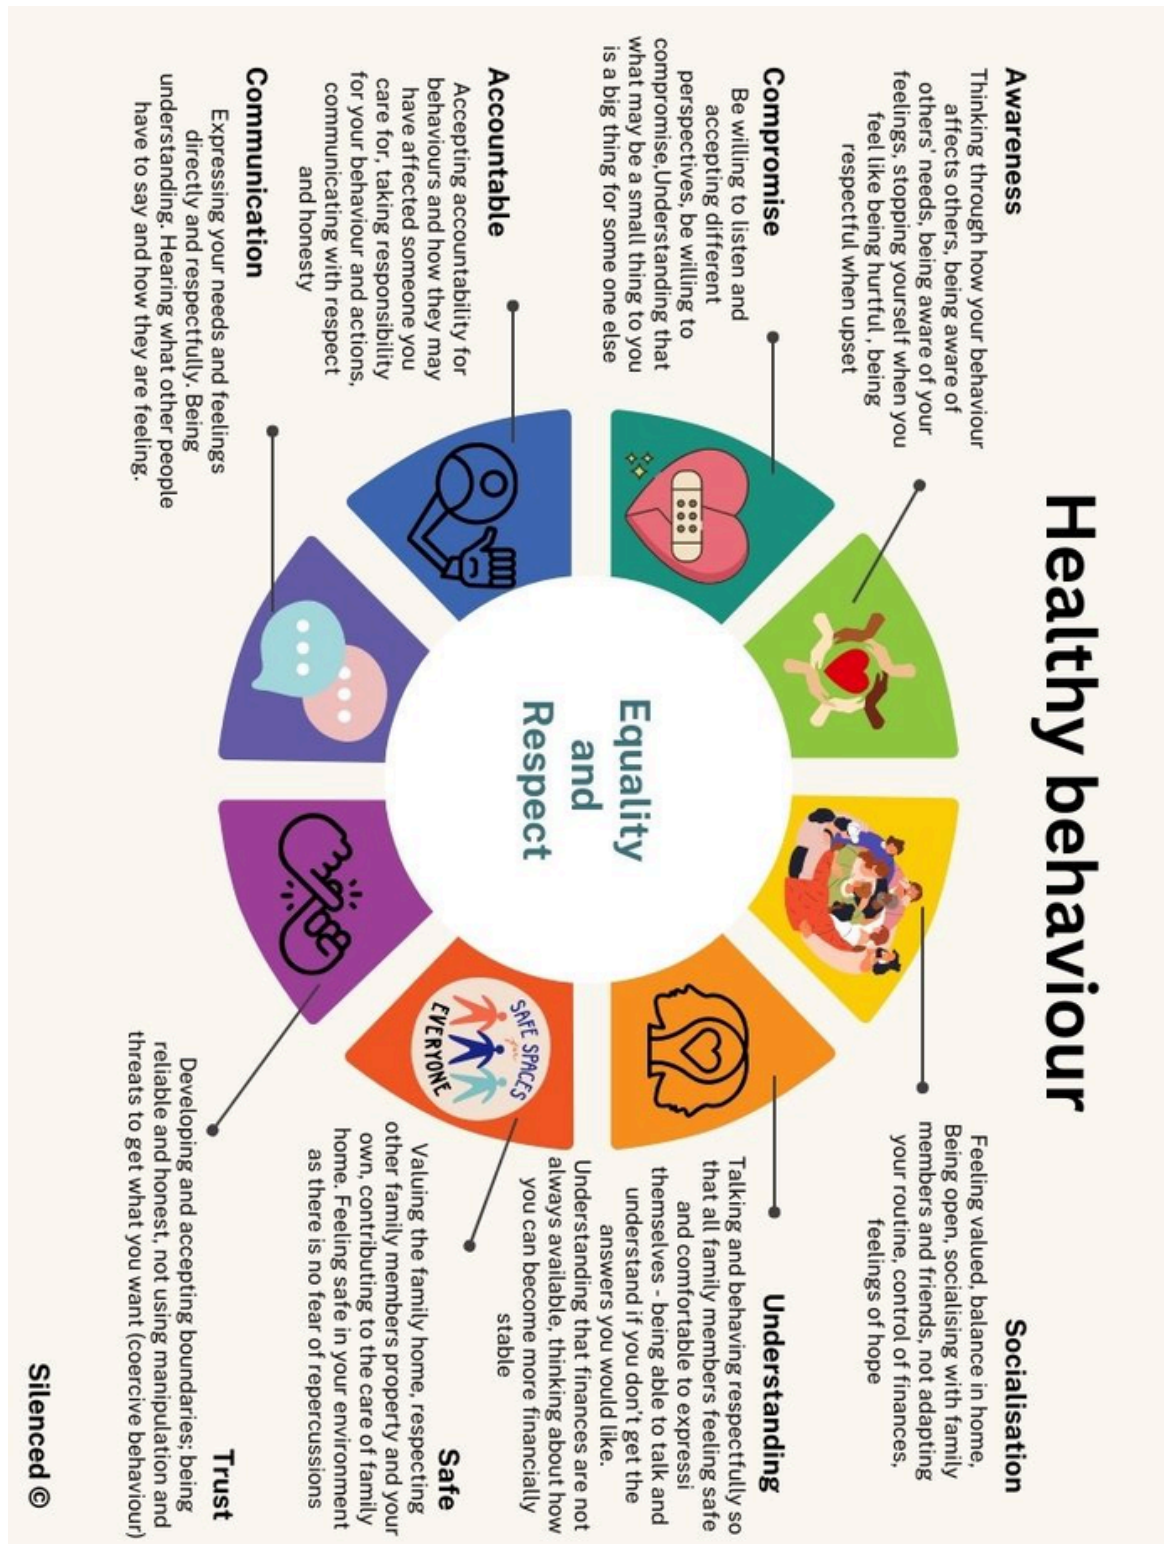 Healthy behaviour
Awareness
Thinking through how your behaviour
affects others, being aware of
others' needs, being aware of your
feelings, stopping yourself when you
feel like being hurtful , being
respectful when upset
Compromise
Be willing to listen and
accepting different
perspectives, be willing to
compromise,Understanding that
what may be a small thing to you
is a big thing for some one else
Accountable
Accepting accountability for
behaviours and how they may
have affected someone you
care for, taking responsibility
for your behaviour and actions,
communicating with respect
and honesty
Communication
Expressing your needs and feelings
directly and respectfully. Being
understanding. Hearing what other people
have to say and how they are feeling.
Equality
and
Respect
SAFE SPACES
for
EVERYONE
Socialisation
Feeling valued, balance in home,
Being open, socialising with family
members and friends, not adapting
your routine, control of finances,
feelings of hope
Understanding
Talking and behaving respectfully so
that all family members feeling safe
and comfortable to expressi
themselves - being able to talk and
understand if you don't get the
answers you would like.
Understanding that finances are not
always available, thinking about how
you can become more financially
stable
Safe
Valuing the family home, respecting
other family members property and your
own, contributing to the care of family
home. Feeling safe in your environment
as there is no fear of repercussions
Trust
Developing and accepting boundaries; being
reliable and honest, not using manipulation and
threats to get what you want (coercive behaviour)
Silenced ©